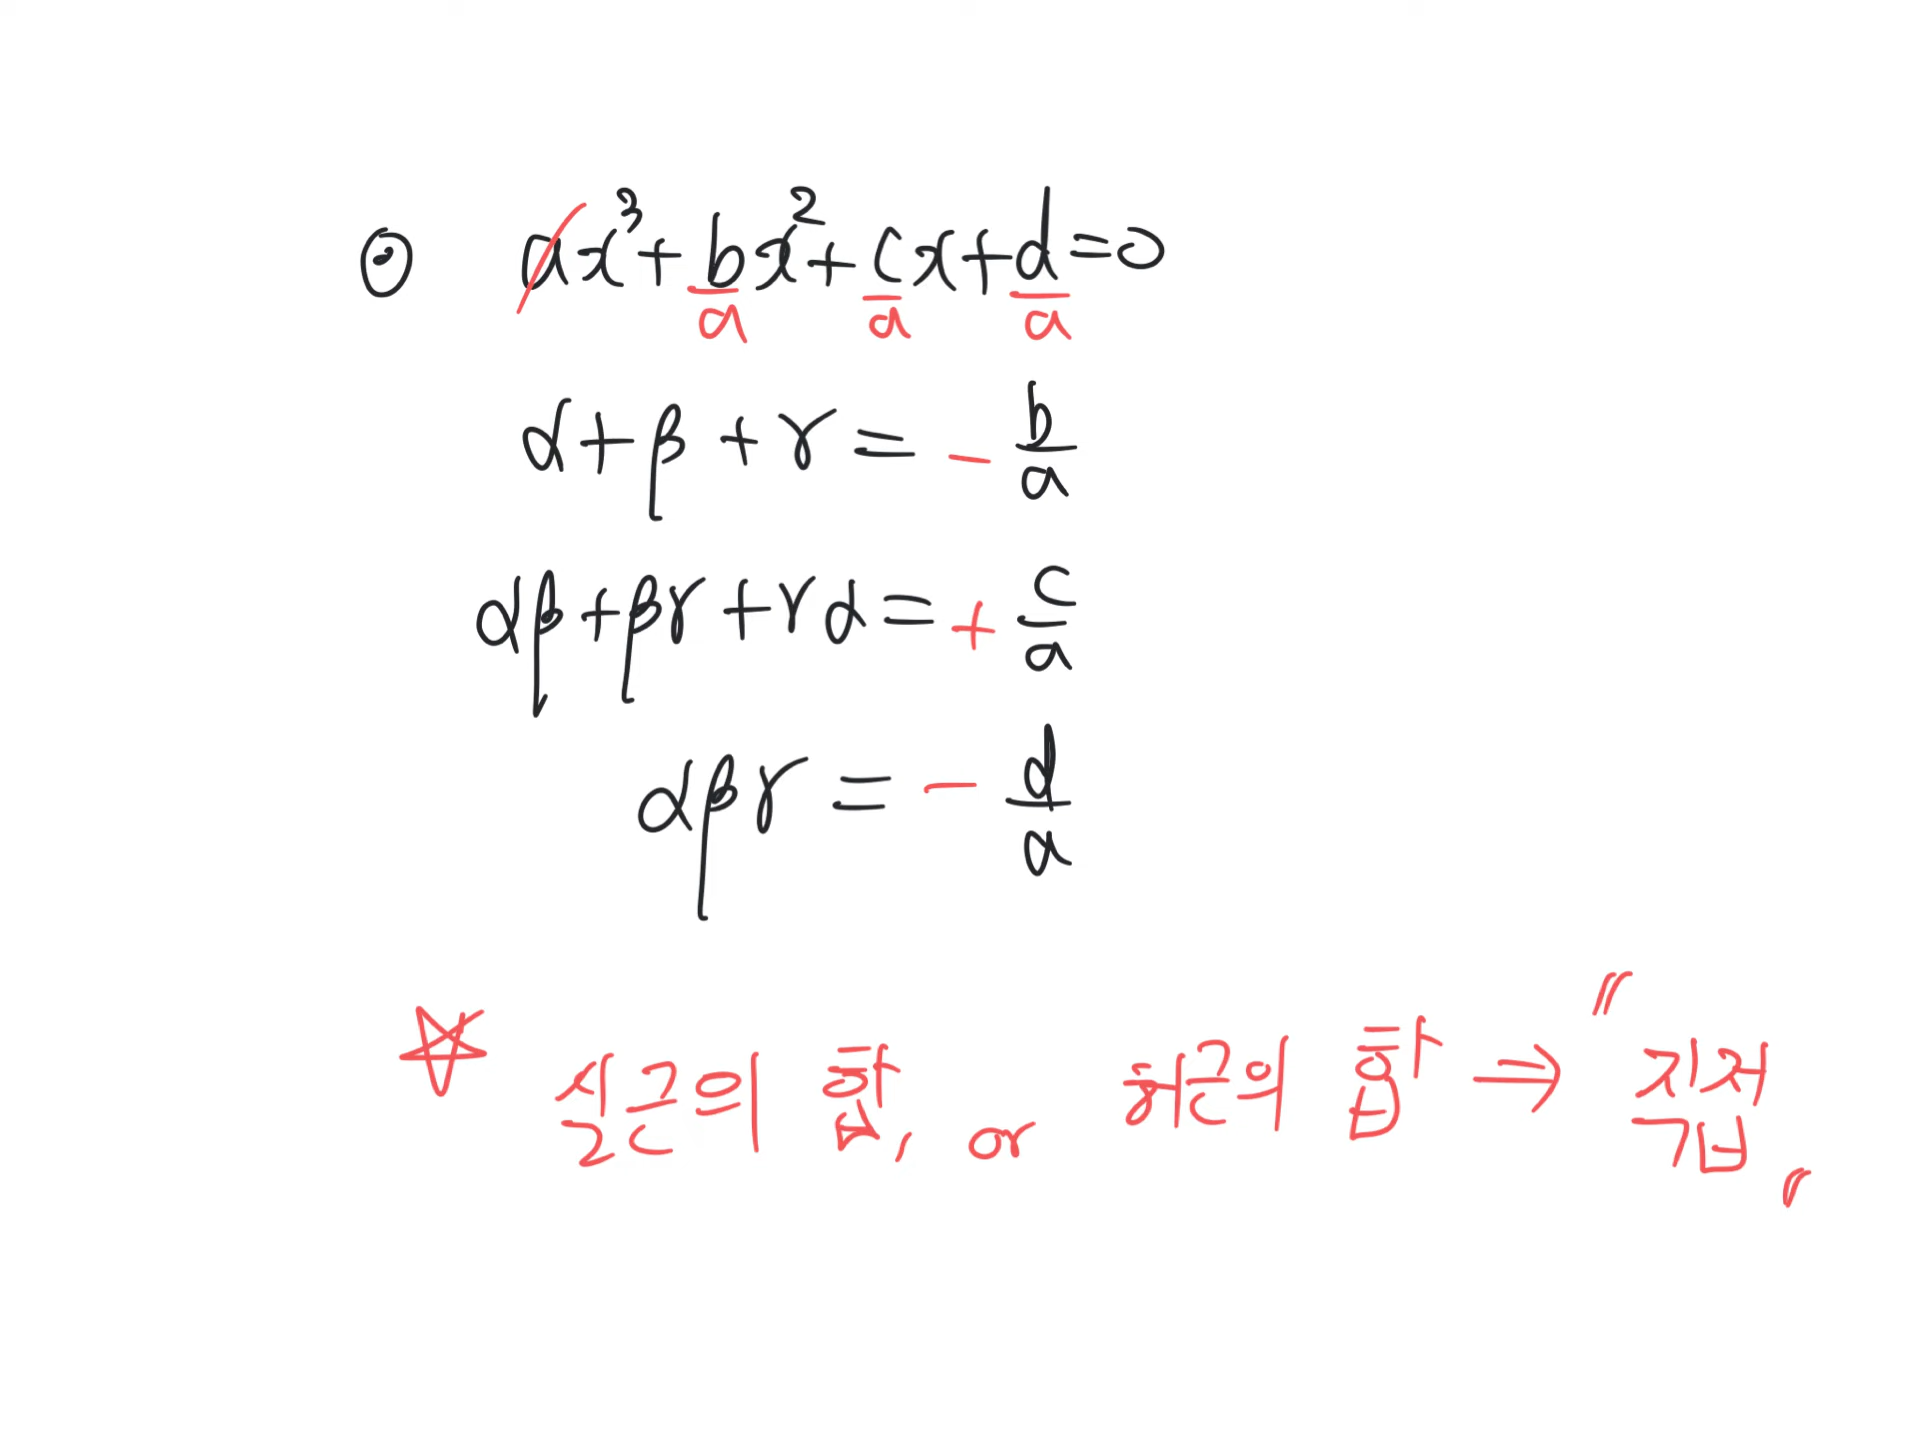 ⊙ ax³+bx²+cx+d=0
a a a
α+β+γ=-b/a
αβ+βγ+γα=+c/a
αβγ=-d/a
☆ 실근의 합, or 허근의 합 ⇒ "직접